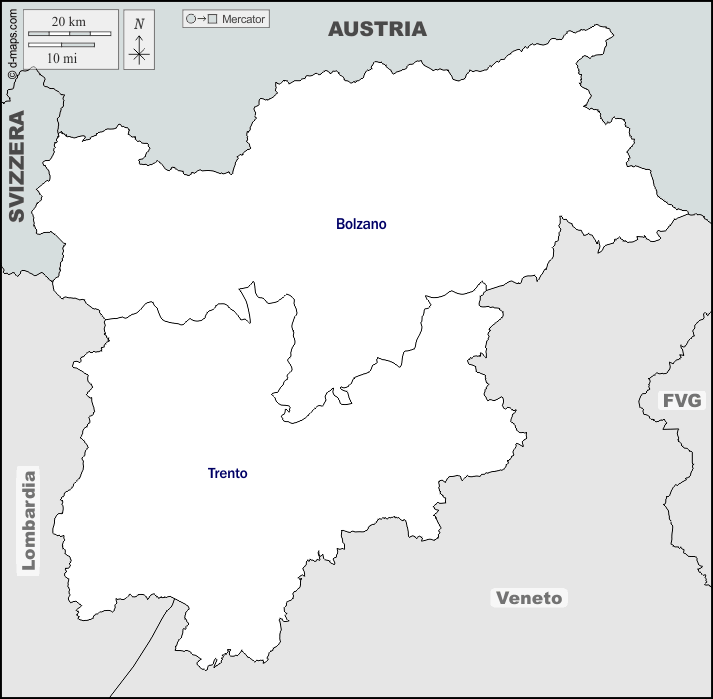 © d-maps.com
20 km
10 mi
N
Mercator
AUSTRIA
SVIZZERA
Bolzano
FVG
Trento
Lombardia
Veneto